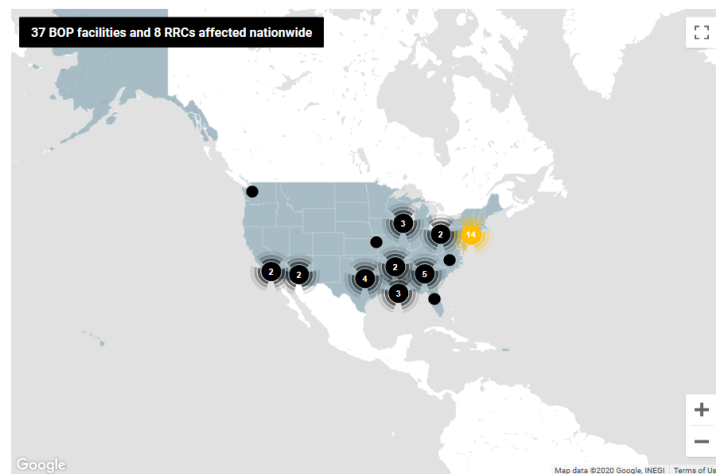 37 BOP facilities and 8 RRCs affected nationwide
3
2
14
2
2
2
4
5
3
Google
Map data ©2020 Google, INEGI
Terms of Us